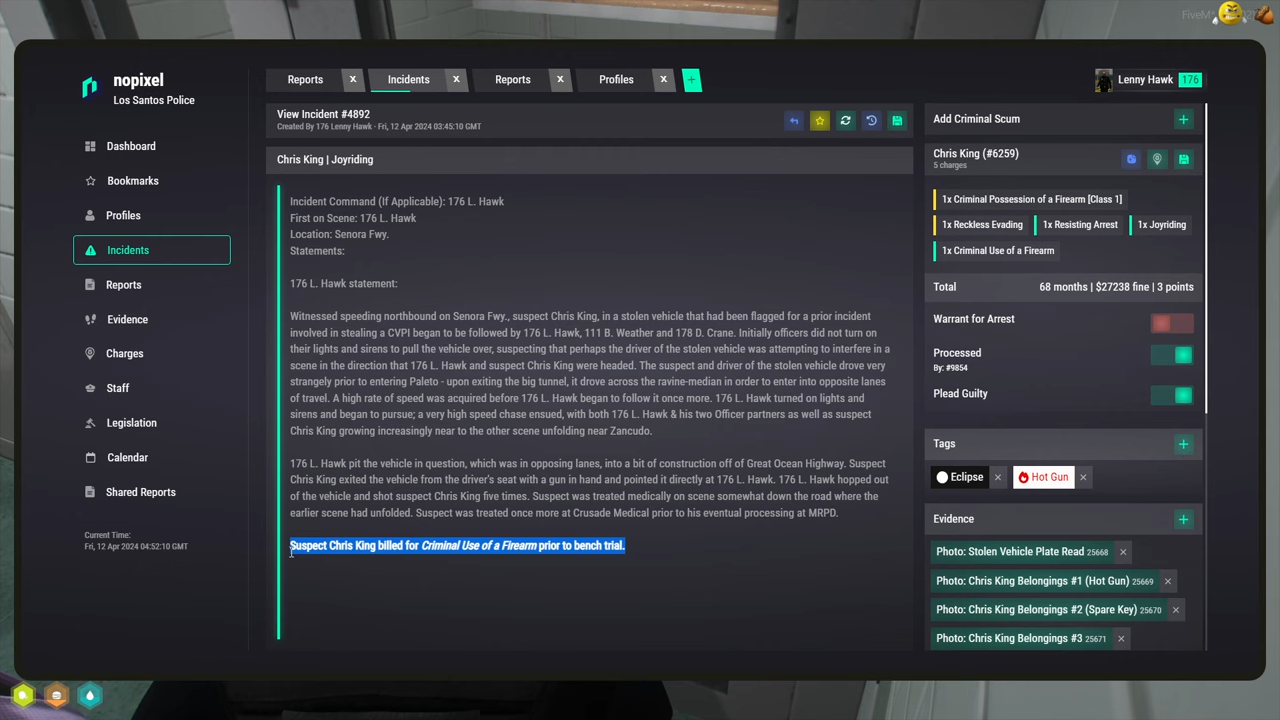 FiveM
nopixel
Los Santos Police
Reports x
Incidents x
Reports x
Profiles x
+
Lenny Hawk 176
Dashboard
Bookmarks
Profiles
Incidents
Reports
Evidence
Charges
Staff
Legislation
Calendar
Shared Reports
Current Time:
Fri, 12 Apr 2024 04:52:10 GMT
View Incident #4892
Created By 176 Lenny Hawk - Fri, 12 Apr 2024 03:45:10 GMT
Chris King | Joyriding
Incident Command (If Applicable): 176 L. Hawk
First on Scene: 176 L. Hawk
Location: Senora Fwy.
Statements:
176 L. Hawk statement:
Witnessed speeding northbound on Senora Fwy., suspect Chris King, in a stolen vehicle that had been flagged for a prior incident
involved in stealing a CVPI began to be followed by 176 L. Hawk, 111 B. Weather and 178 D. Crane. Initially officers did not turn on
their lights and sirens to pull the vehicle over, suspecting that perhaps the driver of the stolen vehicle was attempting to interfere in a
scene in the direction that 176 L. Hawk and suspect Chris King were headed. The suspect and driver of the stolen vehicle drove very
strangely prior to entering Paleto - upon exiting the big tunnel, it drove across the ravine-median in order to enter into opposite lanes
of travel. A high rate of speed was acquired before 176 L. Hawk began to follow it once more. 176 L. Hawk turned on lights and
sirens and began to pursue; a very high speed chase ensued, with both 176 L. Hawk & his two Officer partners as well as suspect
Chris King growing increasingly near to the other scene unfolding near Zancudo.
176 L. Hawk pit the vehicle in question, which was in opposing lanes, into a bit of construction off of Great Ocean Highway. Suspect
Chris King exited the vehicle from the driver's seat with a gun in hand and pointed it directly at 176 L. Hawk. 176 L. Hawk hopped out
of the vehicle and shot suspect Chris King five times. Suspect was treated medically on scene somewhat down the road where the
earlier scene had unfolded. Suspect was treated once more at Crusade Medical prior to his eventual processing at MRPD.
Suspect Chris King billed for Criminal Use of a Firearm prior to bench trial.
Add Criminal Scum +
Chris King (#6259)
5 charges
1x Criminal Possession of a Firearm [Class 1]
1x Reckless Evading
1x Resisting Arrest
1x Joyriding
1x Criminal Use of a Firearm
Total 68 months | $27238 fine | 3 points
Warrant for Arrest
Processed
By: #9854
Plead Guilty
Tags +
Eclipse x
Hot Gun x
Evidence +
Photo: Stolen Vehicle Plate Read 25668 x
Photo: Chris King Belongings #1 (Hot Gun) 25669 x
Photo: Chris King Belongings #2 (Spare Key) 25670 x
Photo: Chris King Belongings #3 25671 x